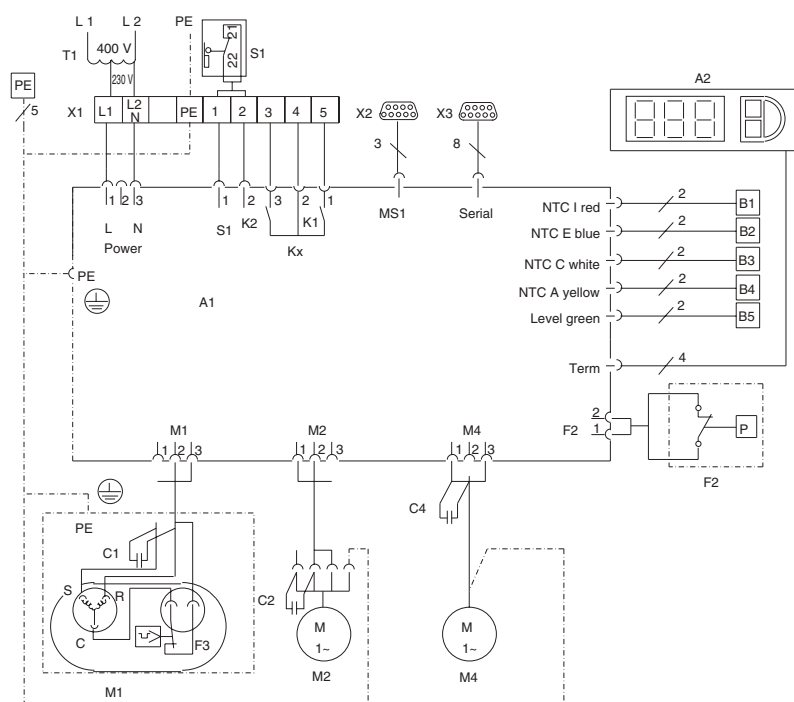 L 1 L 2 PE
T1 400 V
230 V
21
22
S1
A2
PE
5
X1 L1 L2 N PE 1 2 3 4 5
X2
3
X3
8
1 2 3
L N
Power
1 2 3 2 1
S1 K2 K1
Kx
MS1
Serial
NTC I red 2 B1
NTC E blue 2 B2
NTC C white 2 B3
NTC A yellow 2 B4
Level green 2 B5
PE
A1
Term 4
F2 2
1
P
F2
M1
1 2 3
M2
1 2 3
M4
1 2 3
PE
C1
S R
C
F3
M1
C2
M
1~
M2
C4
M
1~
M4